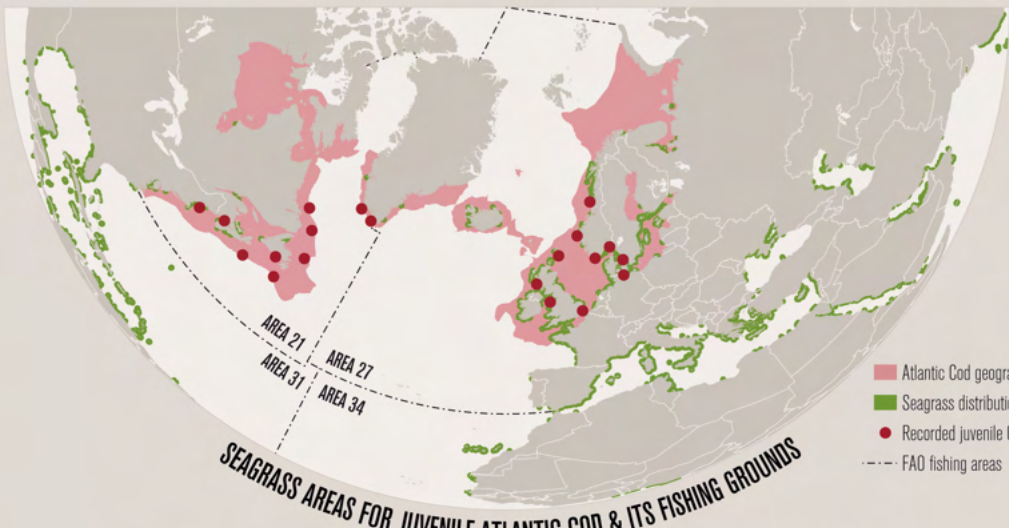 AREA 21
AREA 27
AREA 31
AREA 34
Atlantic Cod geogra
Seagrass distributi
Recorded juvenile
FAO fishing areas
SEAGRASS AREAS FOR JUVENILE ATLANTIC COD & ITS FISHING GROUNDS